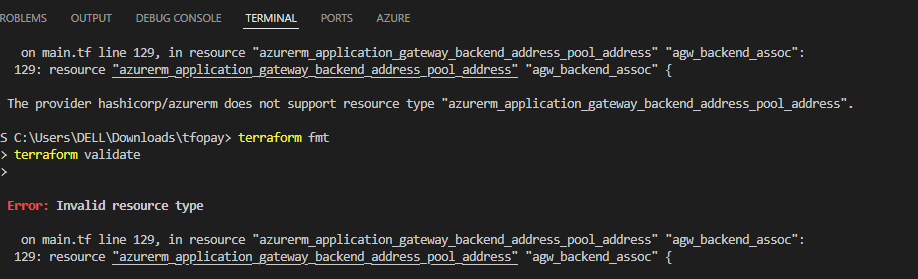 ROBLEMS OUTPUT DEBUG CONSOLE TERMINAL PORTS AZURE
on main.tf line 129, in resource "azurerm_application_gateway_backend_address_pool_address" "agw_backend_assoc":
129: resource "azurerm_application_gateway_backend_address_pool_address" "agw_backend_assoc" {
The provider hashicorp/azurerm does not support resource type "azurerm_application_gateway_backend_address_pool_address".
S C:\Users\DELL\Downloads\tfopay> terraform fmt
> terraform validate
>
Error: Invalid resource type
on main.tf line 129, in resource "azurerm_application_gateway_backend_address_pool_address" "agw_backend_assoc":
129: resource "azurerm_application_gateway_backend_address_pool_address" "agw_backend_assoc" {